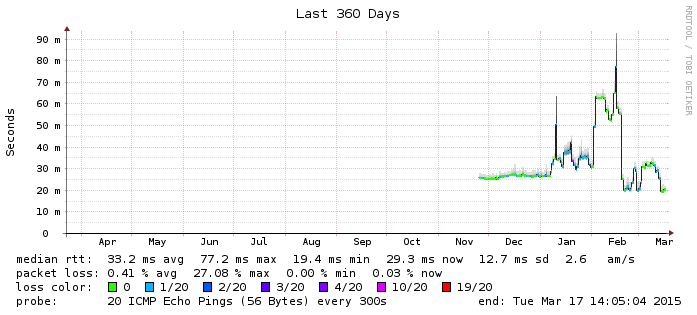 Last 360 Days
RRDTOOL / TOBI OETIKER
Seconds
90 m
80 m
70 m
60 m
50 m
40 m
30 m
20 m
10 m
0
Apr May Jun Jul Aug Sep Oct Nov Dec Jan Feb Mar
median rtt: 33.2 ms avg 77.2 ms max 19.4 ms min 29.3 ms now 12.7 ms sd 2.6 am/s
packet loss: 0.41 % avg 27.08 % max 0.00 % min 0.03 % now
loss color: 0 1/20 2/20 3/20 4/20 10/20 19/20
probe: 20 ICMP Echo Pings (56 Bytes) every 300s end: Tue Mar 17 14:05:04 2015